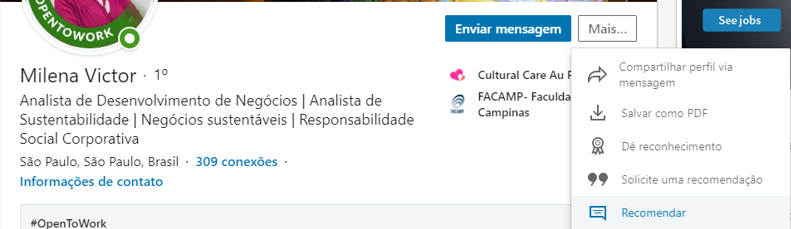 OPENTOWORK
Enviar mensagem
Mais...
See jobs
Milena Victor · 1º
Analista de Desenvolvimento de Negócios | Analista de
Sustentabilidade | Negócios sustentáveis | Responsabilidade
Social Corporativa
São Paulo, São Paulo, Brasil · 309 conexões ·
Informações de contato
Cultural Care Au
FACAMP- Faculda
Campinas
Compartilhar perfil via
mensagem
Salvar como PDF
Dê reconhecimento
Solicite uma recomendação
Recomendar
#OpenToWork